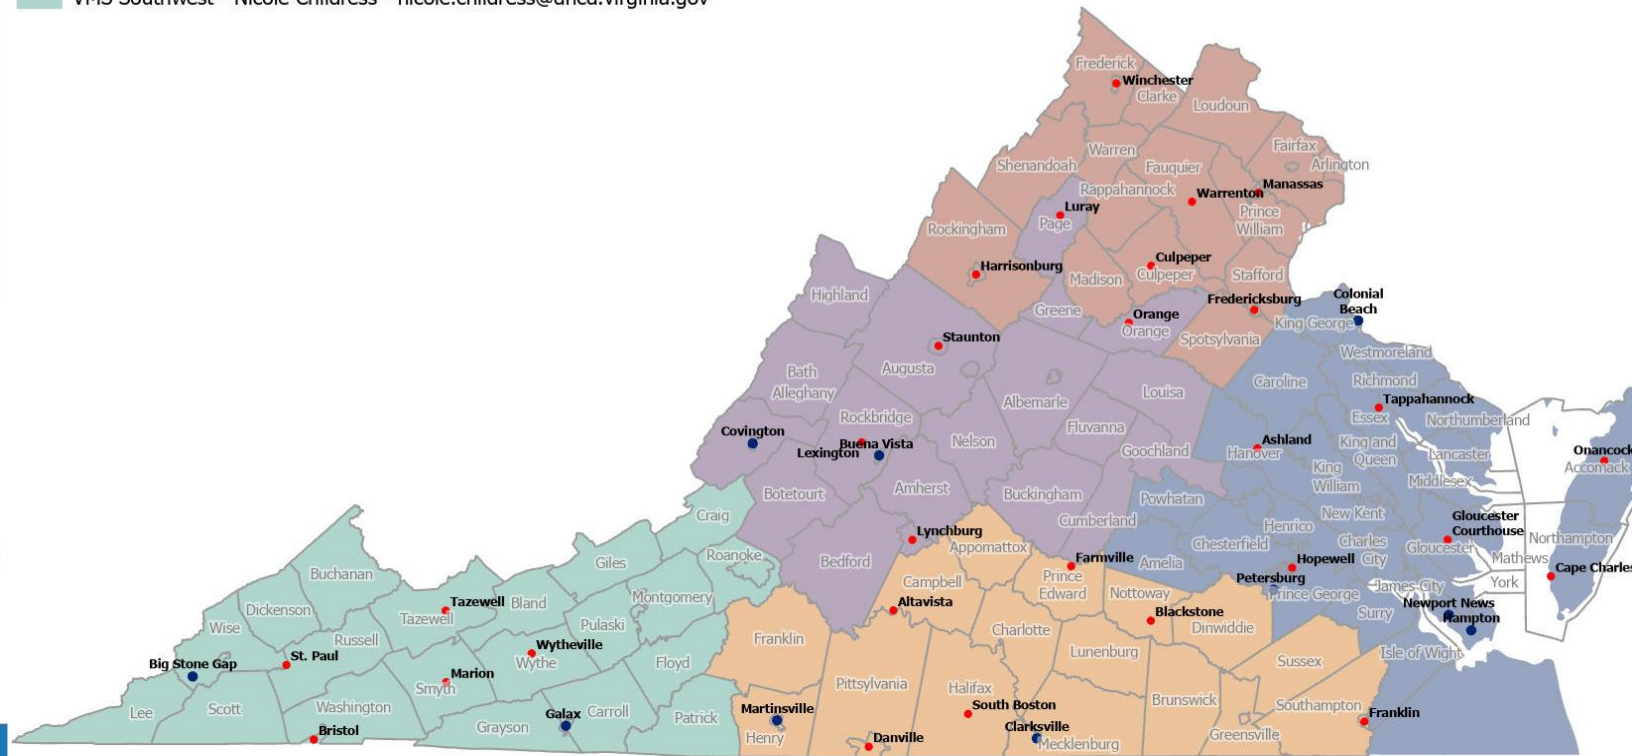 VMS Southwest - Nicole Childress - nicole.childress@dhcd.virginia.gov
Frederick
Winchester
Clarke
Loudoun
Fairfax
Arlington
Warren
Shenandoah
Fauquier
Manassas
Rappahannock
Warrenton
Luray
Page
Prince
William
Rockingham
Harrisonburg
Culpeper
Culpeper
Madison
Stafford
Highland
Fredericksburg
Colonial
Beach
Greene
Orange
Orange
King George
Staunton
Spotsylvania
Westmoreland
Bath
Augusta
Richmond
Caroline
Alleghany
Louisa
Tappahannock
Albemarle
Essex
Rockbridge
Northumberland
Covington
Fluvanna
Buena Vista
Nelson
Ashland
King and
Queen
Lexington
Goochland
Hanover
Lancaster
Onancock
Accomack
King
William
Middlesex
Botetourt
Amherst
Buckingham
Powhatan
Craig
New Kent
Gloucester
Courthouse
Cumberland
Henrico
Lynchburg
Appomattox
Chesterfield
Charles
City
Gloucester
Northampton
Roanoke
Giles
Bedford
Farmville
Amelia
Hopewell
Mathews
Cape Charles
Buchanan
Campbell
Prince
Edward
Petersburg
York
James City
Prince George
Nottoway
Montgomery
Dickenson
Tazewell
Tazewell
Bland
Altavista
Blackstone
Dinwiddie
Surry
Newport News
Hampton
Wise
Pulaski
Russell
Charlotte
Franklin
Lunenburg
Isle of Wight
Wytheville
Wythe
St. Paul
Big Stone Gap
Floyd
Sussex
Marion
Smyth
Pittsylvania
Halifax
Brunswick
Southampton
Lee
Scott
Washington
Galax
Carroll
Patrick
Martinsville
South Boston
Franklin
Grayson
Bristol
Henry
Danville
Clarksville
Mecklenburg
Greensville